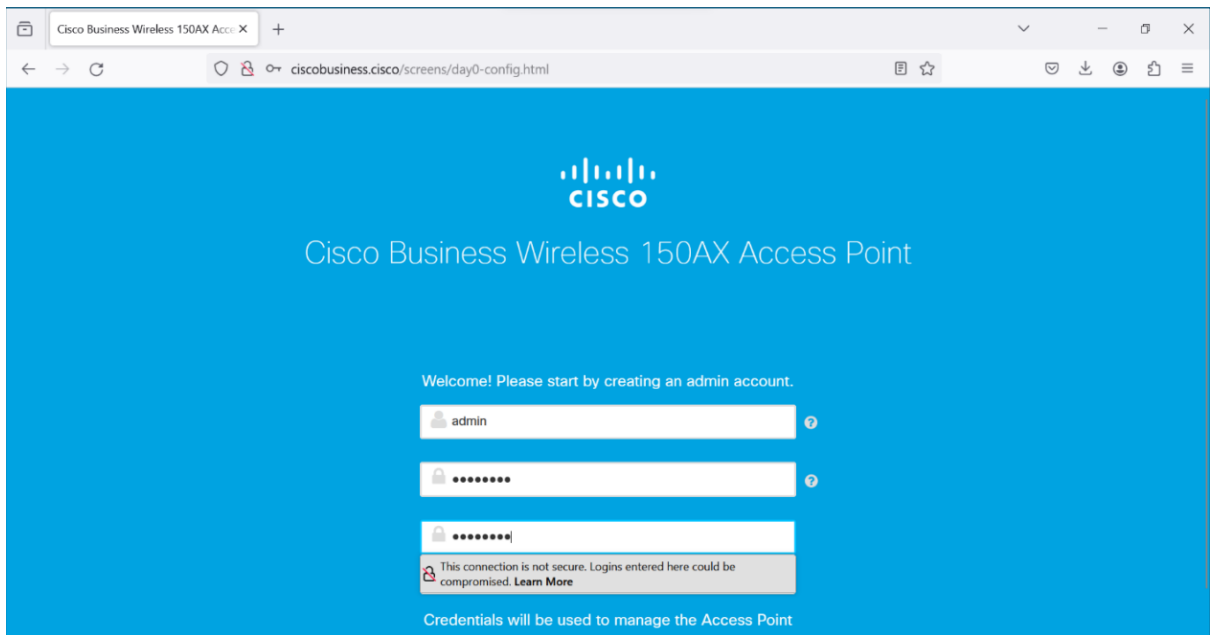 Cisco Business Wireless 150AX Acce
ciscobusiness.cisco/screens/day0-config.html
CISCO
Cisco Business Wireless 150AX Access Point
Welcome! Please start by creating an admin account.
admin
?
••••••••
?
••••••••
This connection is not secure. Logins entered here could be
compromised. Learn More
Credentials will be used to manage the Access Point